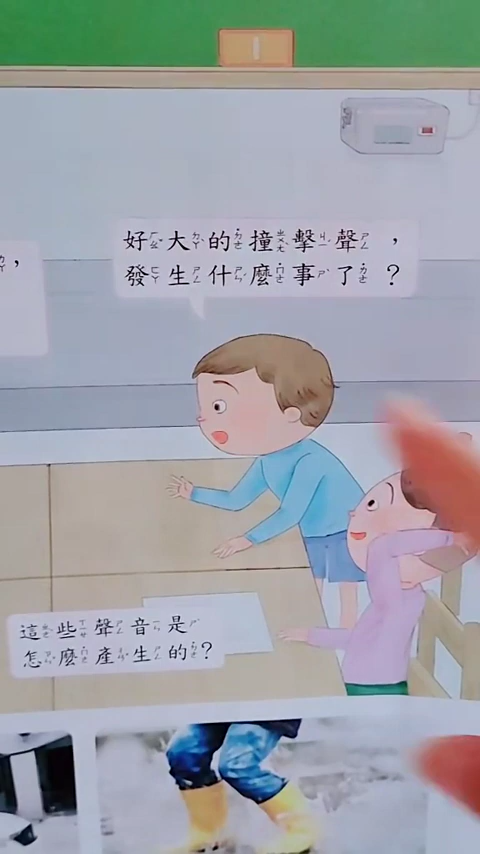 1
好大的撞擊聲，
發生什麼事了？
這些聲音是
怎麼產生的？